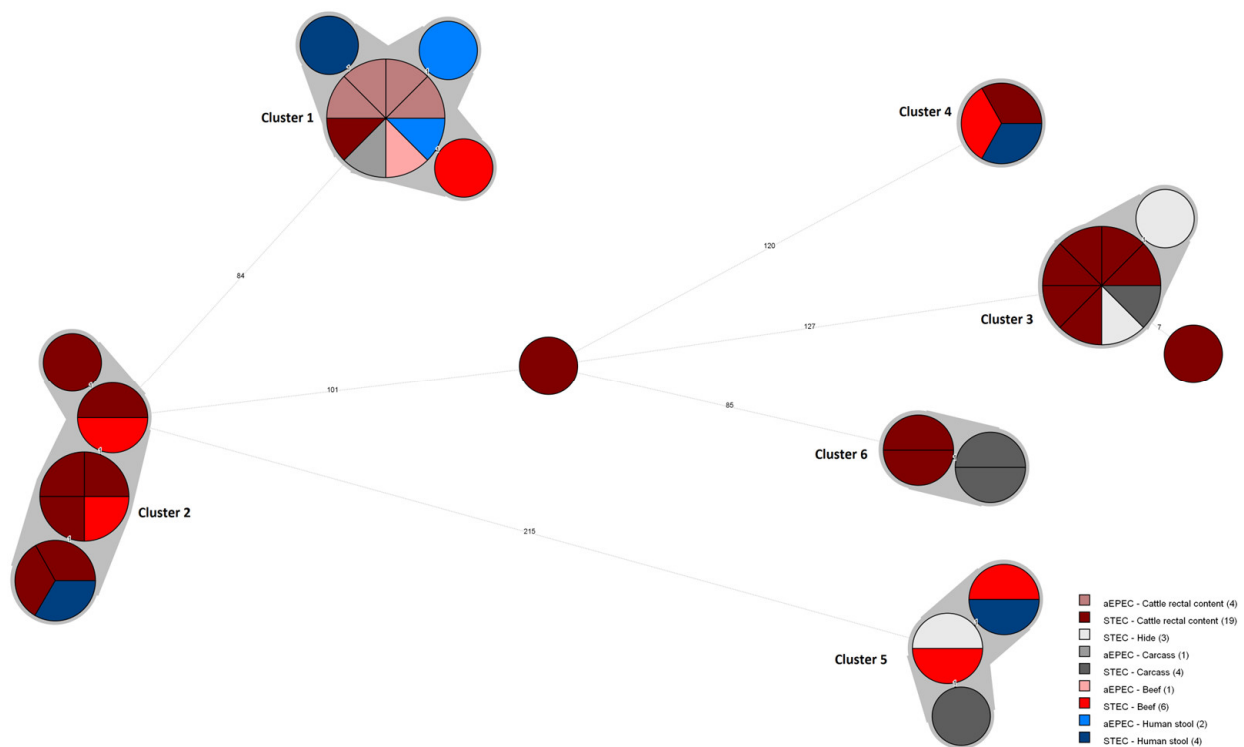 Cluster 1
Cluster 4
Cluster 3
84
120
127
7
101
85
Cluster 6
Cluster 2
215
Cluster 5
1
1
aEPEC - Cattle rectal content (4)
STEC - Cattle rectal content (19)
STEC - Hide (3)
aEPEC - Carcass (1)
STEC - Carcass (4)
aEPEC - Beef (1)
STEC - Beef (6)
aEPEC - Human stool (2)
STEC - Human stool (4)